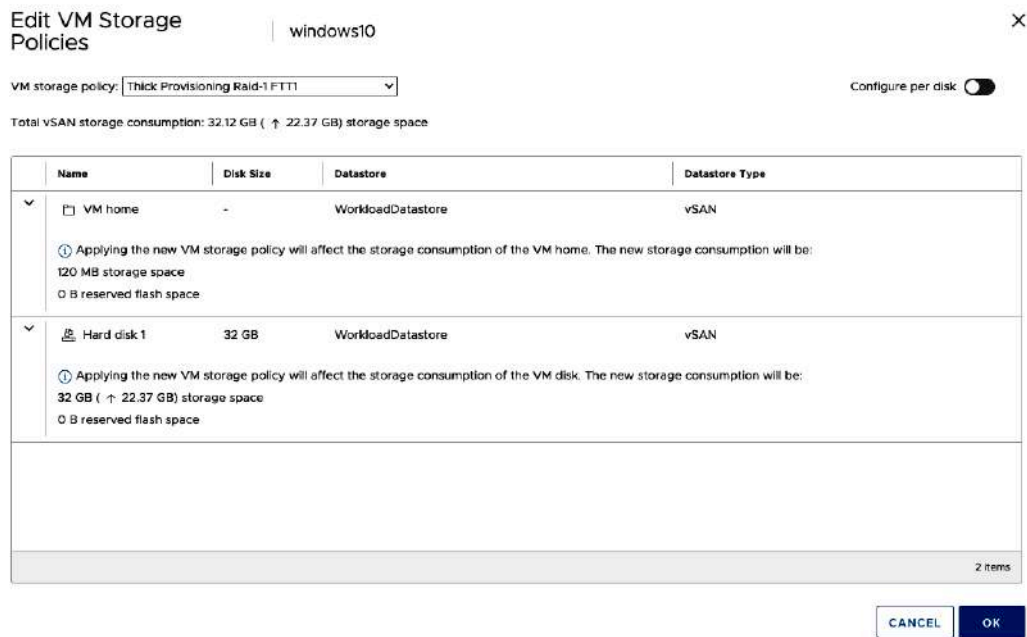 Edit VM Storage
Policies
windows10
VM storage policy: Thick Provisioning Raid-1 FTT1
Configure per disk
Total vSAN storage consumption: 32.12 GB ( ↑ 22.37 GB) storage space
Name Disk Size Datastore Datastore Type
VM home - WorkloadDatastore vSAN
Applying the new VM storage policy will affect the storage consumption of the VM home. The new storage consumption will be:
120 MB storage space
0 B reserved flash space
Hard disk 1 32 GB WorkloadDatastore vSAN
Applying the new VM storage policy will affect the storage consumption of the VM disk. The new storage consumption will be:
32 GB ( ↑ 22.37 GB) storage space
0 B reserved flash space
2 items
CANCEL OK